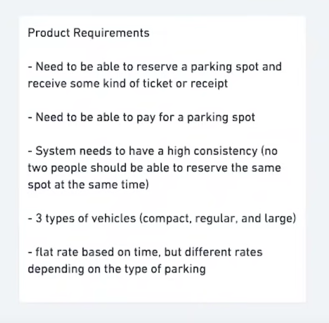 Product Requirements
- Need to be able to reserve a parking spot and
receive some kind of ticket or receipt
- Need to be able to pay for a parking spot
- System needs to have a high consistency (no
two people should be able to reserve the same
spot at the same time)
- 3 types of vehicles (compact, regular, and large)
- flat rate based on time, but different rates
depending on the type of parking